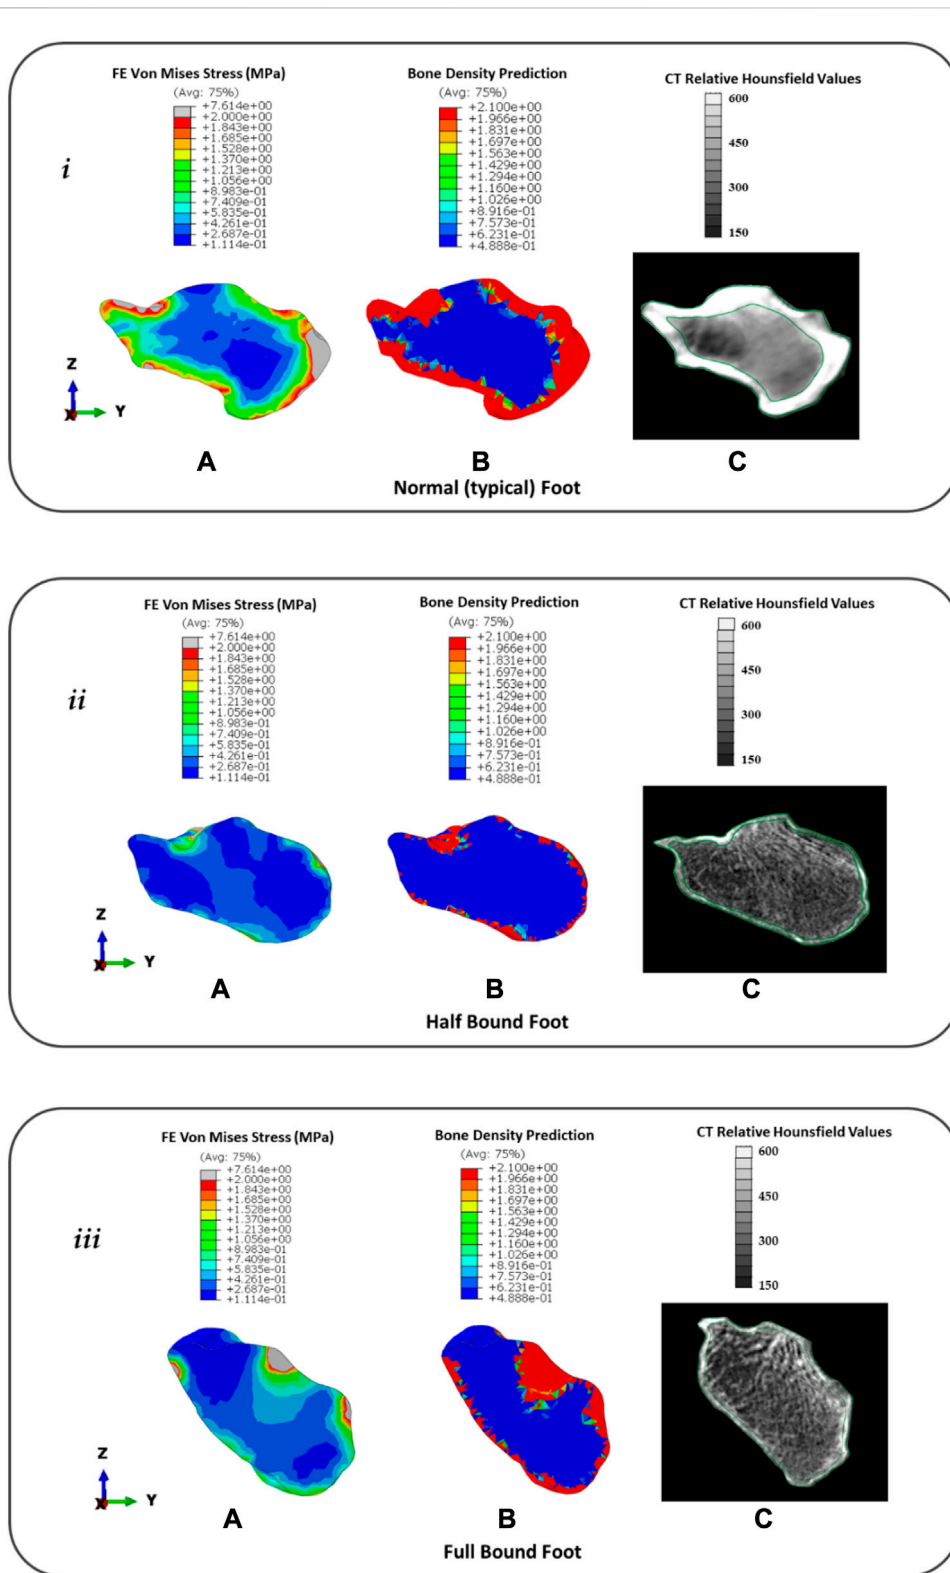 FE Von Mises Stress (MPa)
(Avg: 75%)
+7.614e+00
+2.000e+00
+1.843e+00
+1.685e+00
+1.528e+00
+1.370e+00
+1.213e+00
+1.056e+00
+8.983e-01
+7.409e-01
+5.835e-01
+4.261e-01
+2.687e-01
+1.114e-01
Bone Density Prediction
(Avg: 75%)
+2.100e+00
+1.966e+00
+1.831e+00
+1.697e+00
+1.563e+00
+1.429e+00
+1.294e+00
+1.160e+00
+1.026e+00
+8.916e-01
+7.573e-01
+6.231e-01
+4.888e-01
CT Relative Hounsfield Values
600
450
300
150
i
Z
X
Y
A
B
C
Normal (typical) Foot
FE Von Mises Stress (MPa)
(Avg: 75%)
+7.614e+00
+2.000e+00
+1.843e+00
+1.685e+00
+1.528e+00
+1.370e+00
+1.213e+00
+1.056e+00
+8.983e-01
+7.409e-01
+5.835e-01
+4.261e-01
+2.687e-01
+1.114e-01
Bone Density Prediction
(Avg: 75%)
+2.100e+00
+1.966e+00
+1.831e+00
+1.697e+00
+1.563e+00
+1.429e+00
+1.294e+00
+1.160e+00
+1.026e+00
+8.916e-01
+7.573e-01
+6.231e-01
+4.888e-01
CT Relative Hounsfield Values
600
450
300
150
ii
Z
X
Y
A
B
C
Half Bound Foot
FE Von Mises Stress (MPa)
(Avg: 75%)
+7.614e+00
+2.000e+00
+1.843e+00
+1.685e+00
+1.528e+00
+1.370e+00
+1.213e+00
+1.056e+00
+8.983e-01
+7.409e-01
+5.835e-01
+4.261e-01
+2.687e-01
+1.114e-01
Bone Density Prediction
(Avg: 75%)
+2.100e+00
+1.966e+00
+1.831e+00
+1.697e+00
+1.563e+00
+1.429e+00
+1.294e+00
+1.160e+00
+1.026e+00
+8.916e-01
+7.573e-01
+6.231e-01
+4.888e-01
CT Relative Hounsfield Values
600
450
300
150
iii
Z
X
Y
A
B
C
Full Bound Foot